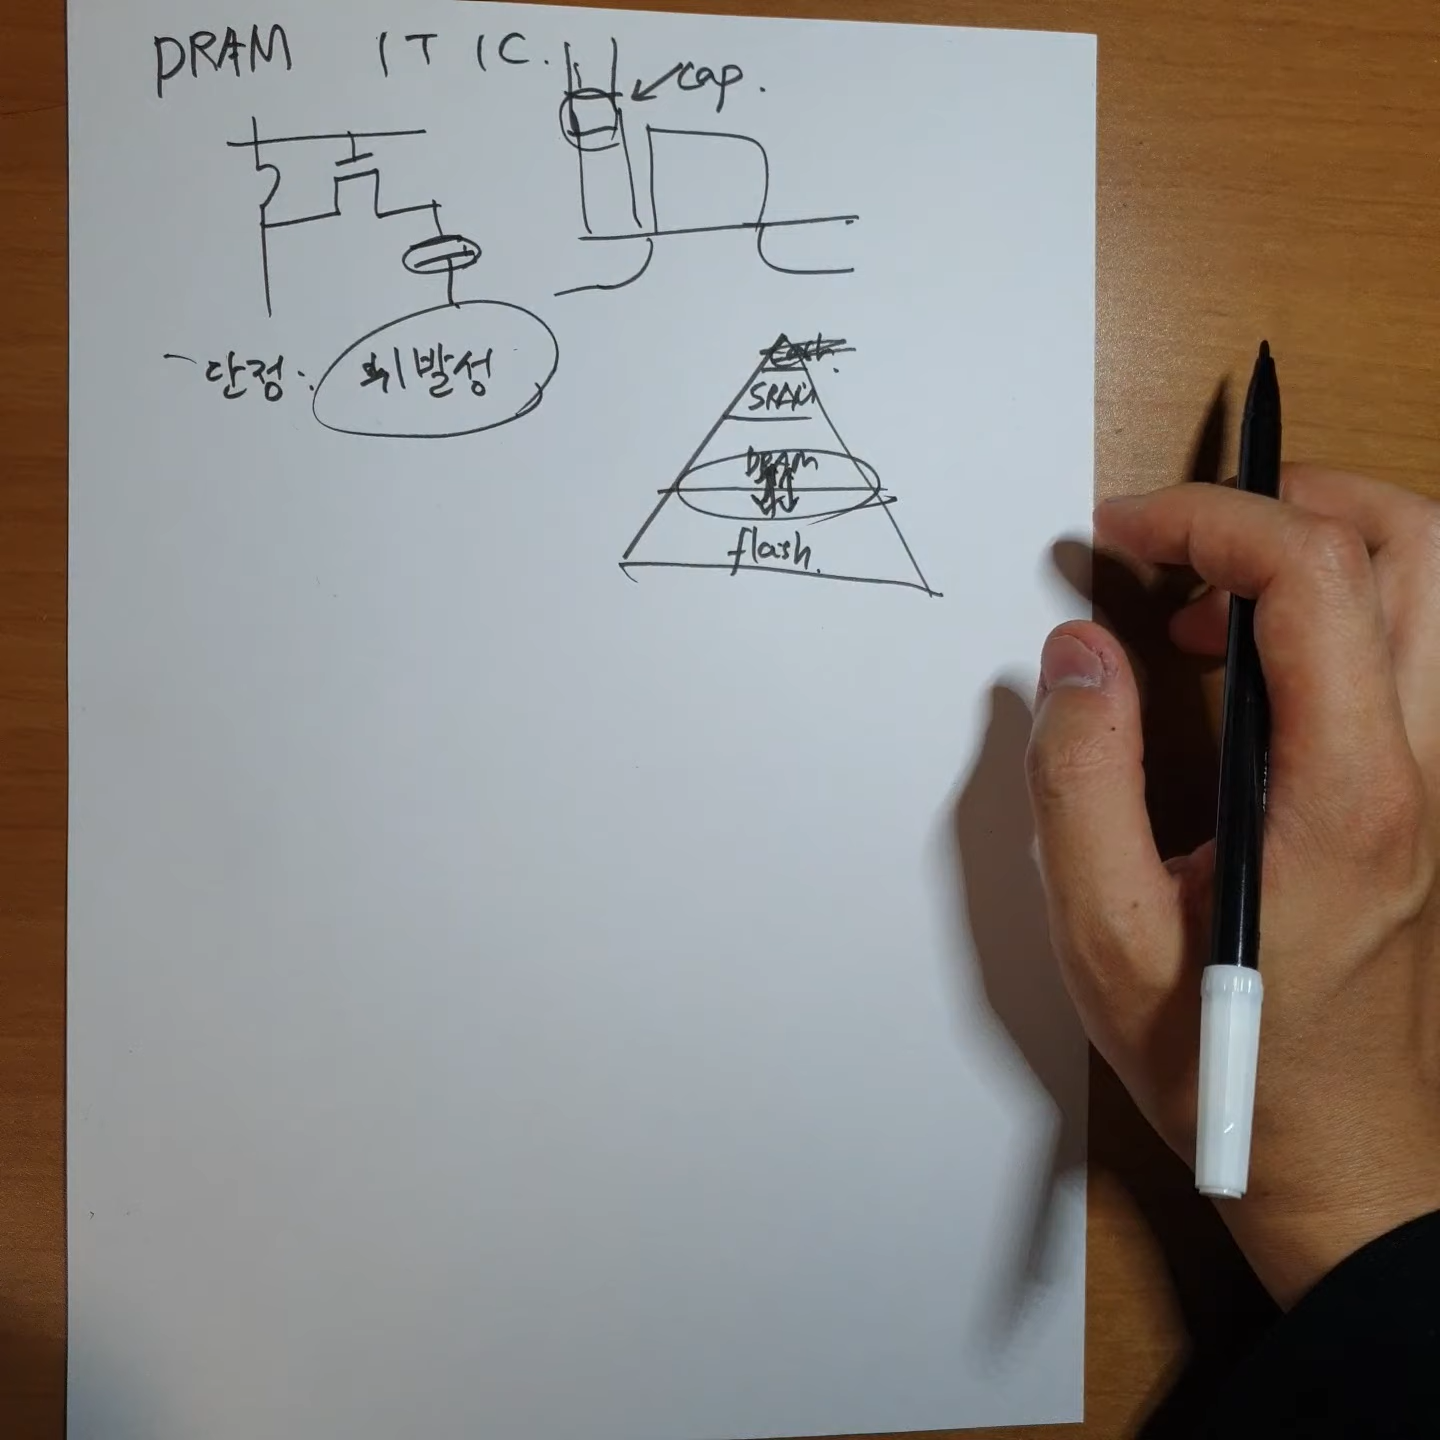 DRAM 1T 1C.
cap.
- 단점: 휘발성
SRAM
DRAM
flash.